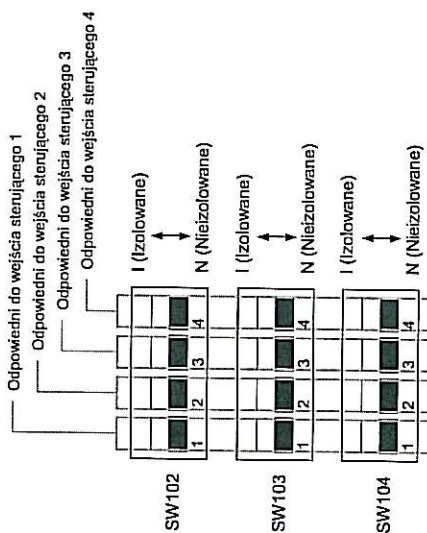 Odpowiedni do wejścia sterującego 1
Odpowiedni do wejścia sterującego 2
Odpowiedni do wejścia sterującego 3
Odpowiedni do wejścia sterującego 4
SW102
1 2 3 4
I (Izolowane)
N (Nieizolowane)
SW103
1 2 3 4
I (Izolowane)
N (Nieizolowane)
SW104
1 2 3 4
I (Izolowane)
N (Nieizolowane)